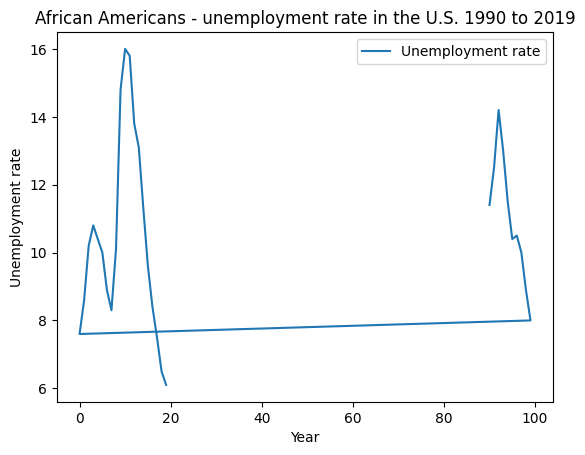 African Americans - unemployment rate in the U.S. 1990 to 2019
Unemployment rate
16
14
12
10
8
6
Unemployment rate
0 20 40 60 80 100
Year